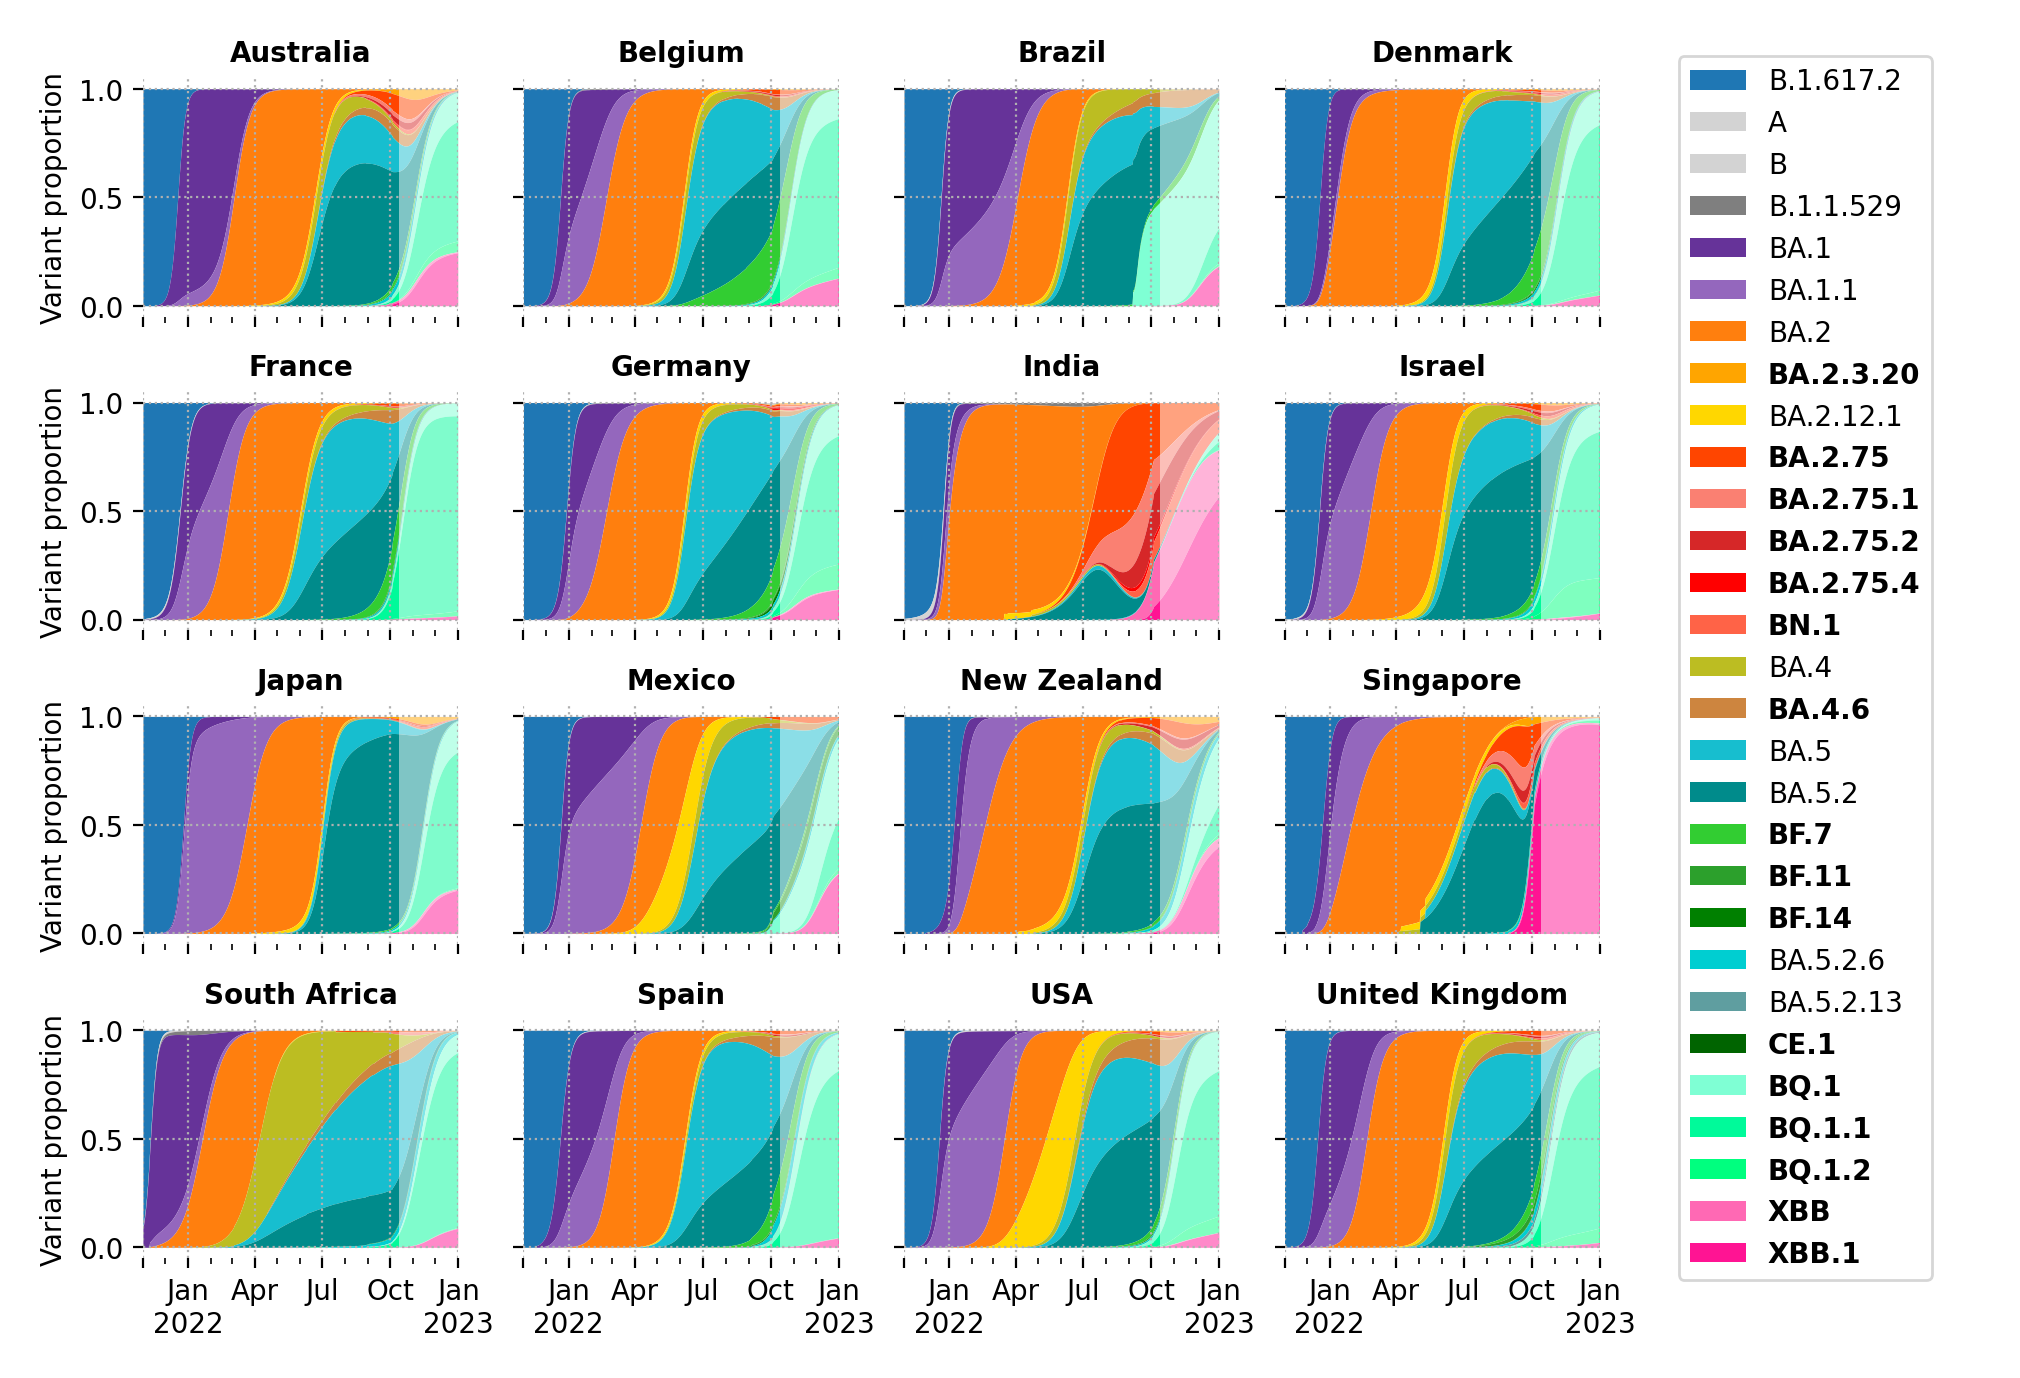 Australia
Belgium
Brazil
Denmark
Variant proportion
1.0
0.5
0.0
France
Germany
India
Israel
Variant proportion
1.0
0.5
0.0
Japan
Mexico
New Zealand
Singapore
Variant proportion
1.0
0.5
0.0
South Africa
Spain
USA
United Kingdom
Variant proportion
1.0
0.5
0.0
Jan Apr Jul Oct Jan
2022 2023
Jan Apr Jul Oct Jan
2022 2023
Jan Apr Jul Oct Jan
2022 2023
Jan Apr Jul Oct Jan
2022 2023
B.1.617.2
A
B
B.1.1.529
BA.1
BA.1.1
BA.2
BA.2.3.20
BA.2.12.1
BA.2.75
BA.2.75.1
BA.2.75.2
BA.2.75.4
BN.1
BA.4
BA.4.6
BA.5
BA.5.2
BF.7
BF.11
BF.14
BA.5.2.6
BA.5.2.13
CE.1
BQ.1
BQ.1.1
BQ.1.2
XBB
XBB.1